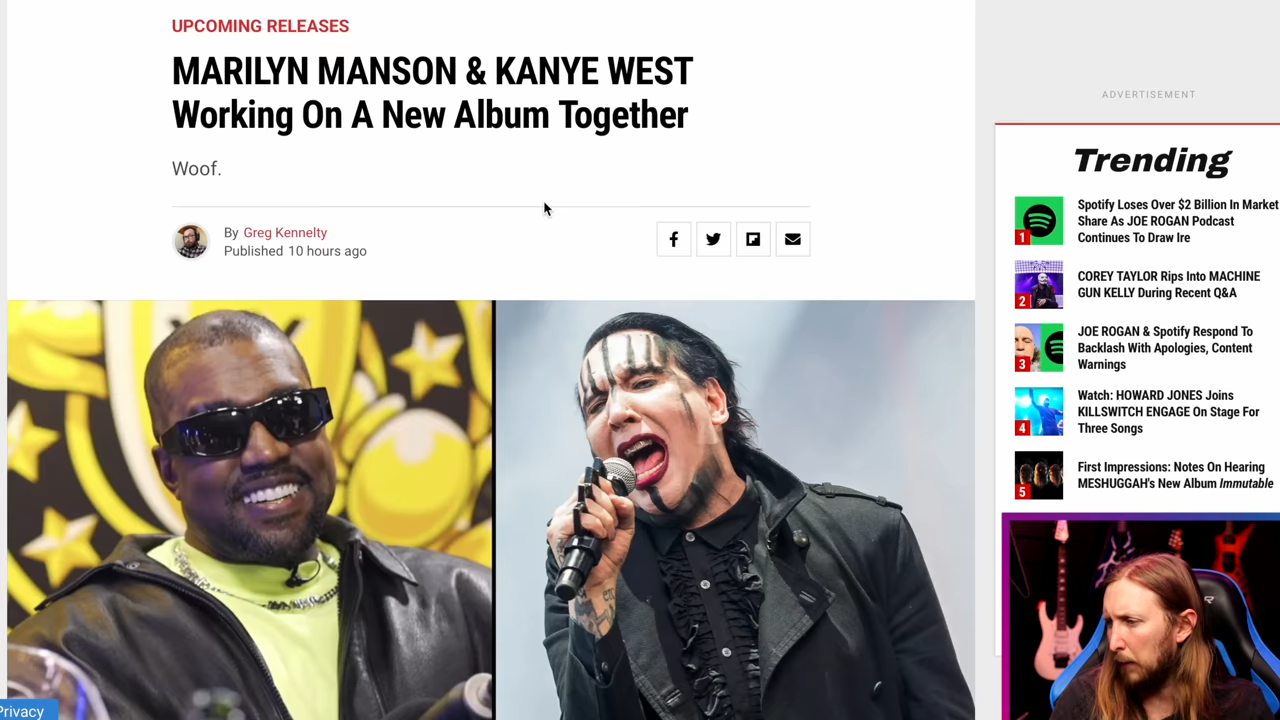 UPCOMING RELEASES
MARILYN MANSON & KANYE WEST
Working On A New Album Together
Woof.
By Greg Kennelty
Published 10 hours ago
ADVERTISEMENT
Trending
1
Spotify Loses Over $2 Billion In Market
Share As JOE ROGAN Podcast
Continues To Draw Ire
2
COREY TAYLOR Rips Into MACHINE
GUN KELLY During Recent Q&A
3
JOE ROGAN & Spotify Respond To
Backlash With Apologies, Content
Warnings
4
Watch: HOWARD JONES Joins
KILLSWITCH ENGAGE On Stage For
Three Songs
5
First Impressions: Notes On Hearing
MESHUGGAH's New Album Immutable
Privacy